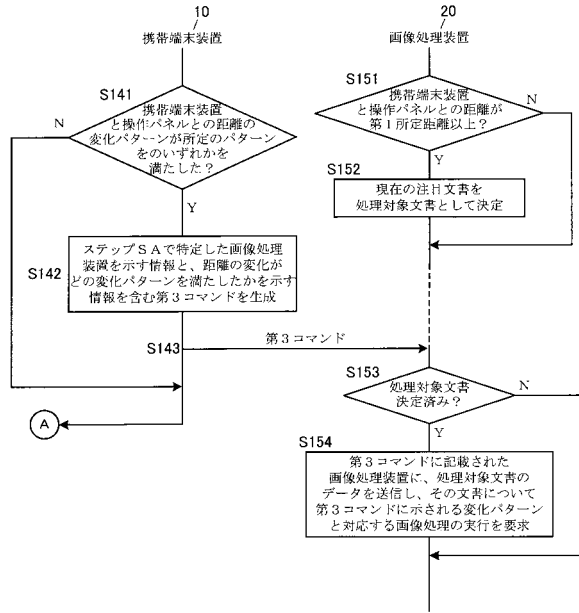 10
携帯端末装置
S141
携帯端末装置
と操作パネルとの距離の
変化パターンが所定のパターン
をのいずれかを
満たした？
N
Y
S142
ステップＳＡで特定した画像処理
装置を示す情報と、距離の変化が
どの変化パターンを満たしたかを示す
情報を含む第３コマンドを生成
S143
第３コマンド
A
20
画像処理装置
S151
携帯端末装置
と操作パネルとの距離が
第１所定距離以上？
N
Y
S152
現在の注目文書を
処理対象文書として決定
S153
処理対象文書
決定済み？
N
Y
S154
第３コマンドに記載された
画像処理装置に、処理対象文書の
データを送信し、その文書について
第３コマンドに示される変化パターン
と対応する画像処理の実行を要求